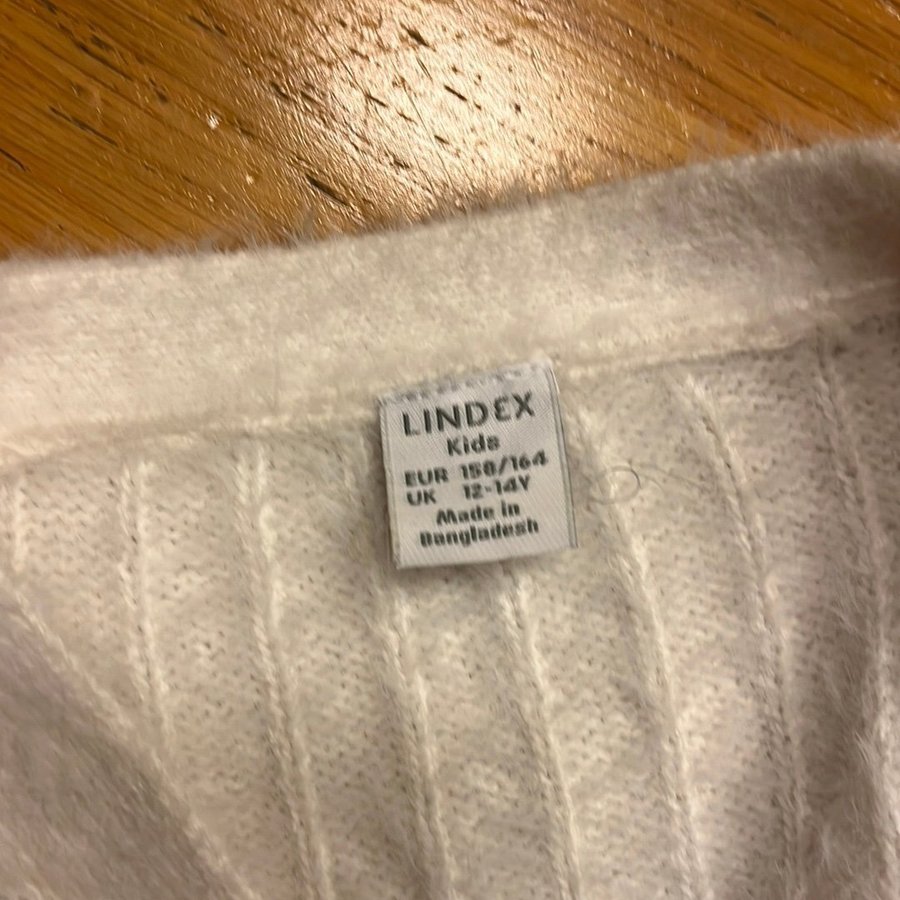 LINDEX
Kids
EUR 158/164
UK 12-14Y
Made in
Bangladesh